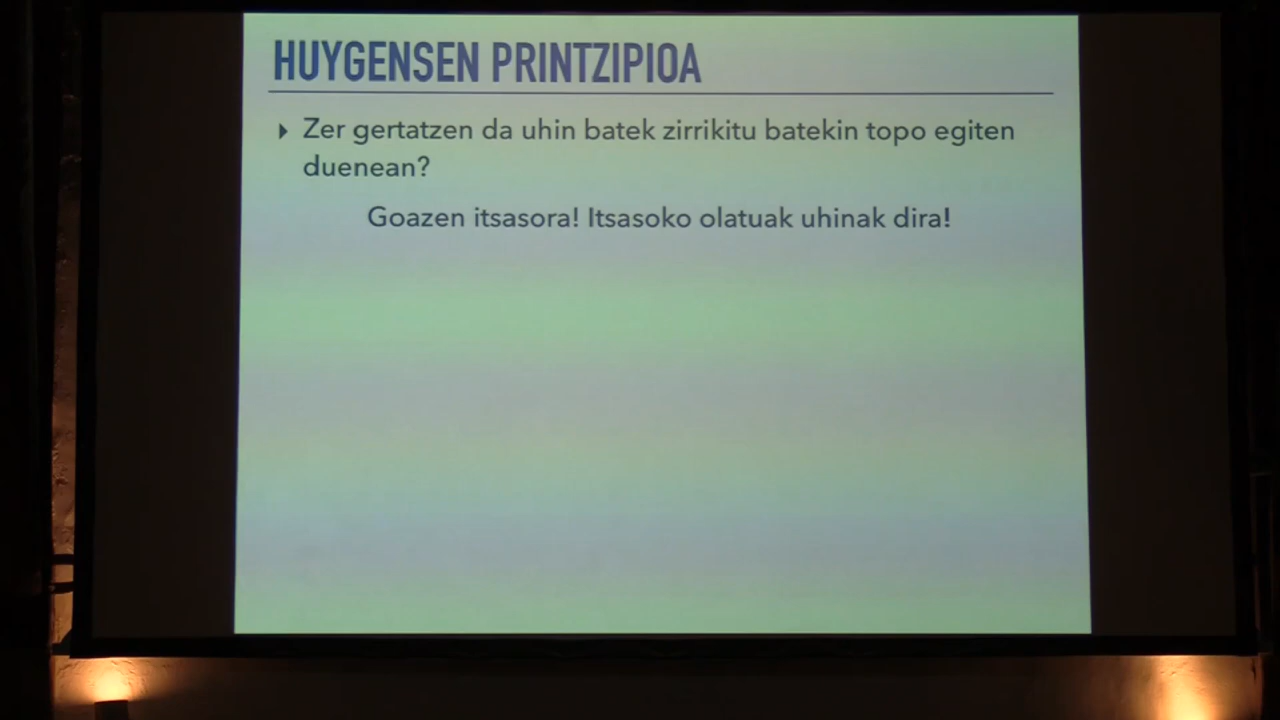 HUYGENSEN PRINTZIPIOA
Zer gertatzen da uhin batek zirrikitu batekin topo egiten
duenean?
Goazen itsasora! Itsasoko olatuak uhinak dira!